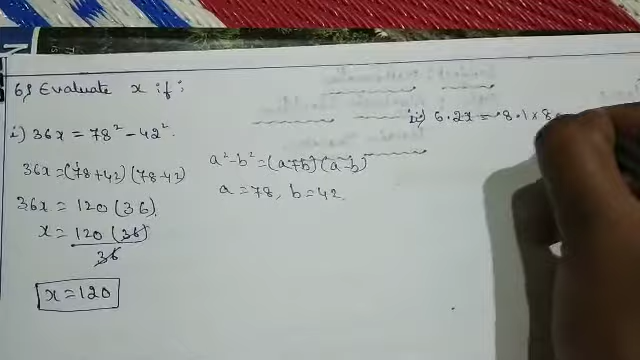 6) Evaluate x if:
i) 36x = 78² - 42².
36x = (78+42) (78-42)
36x = 120 (36).
x = 120 (36)
36
x = 120
a² - b² = (a+b) (a-b)
a = 78, b = 42.
ii) 6.2x = 8.1 × 8